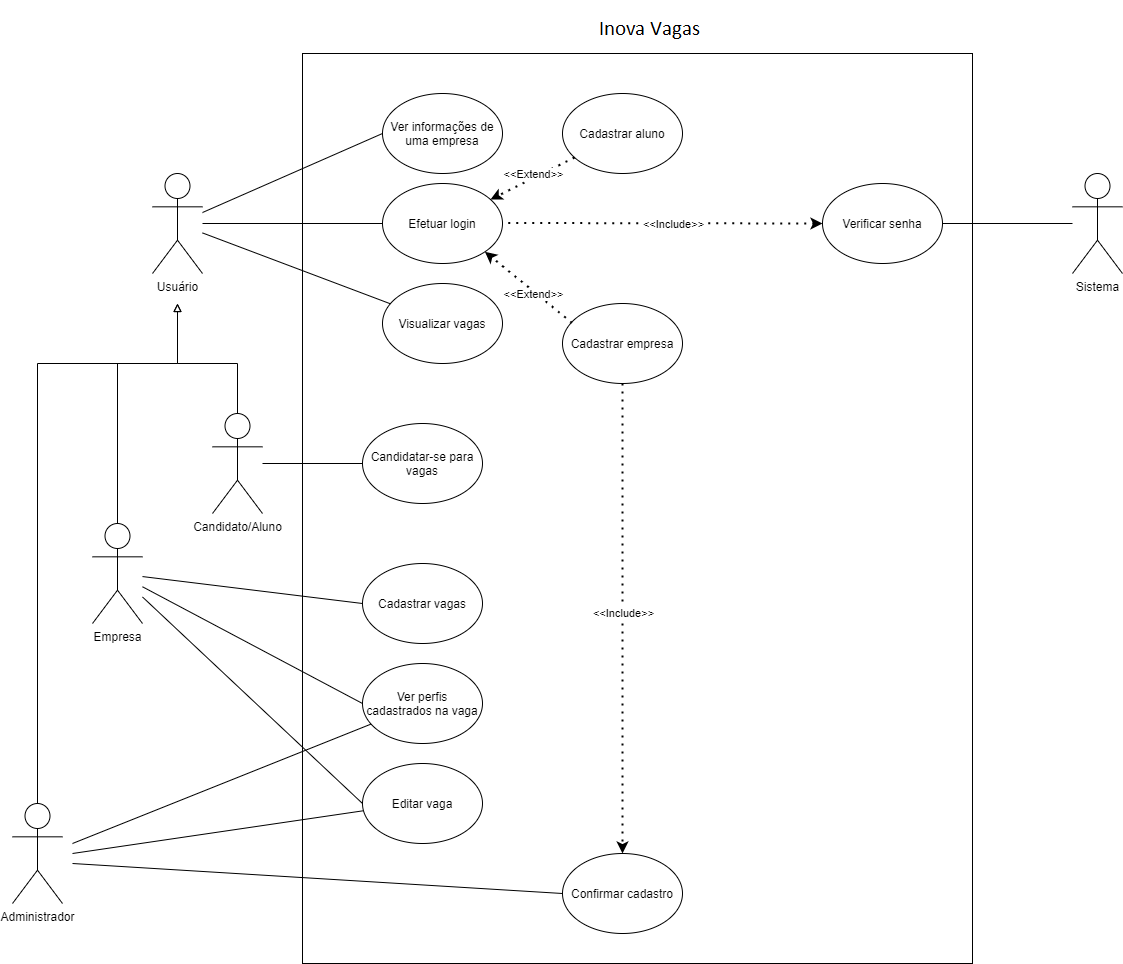 Inova Vagas
Ver informações de
uma empresa
Cadastrar aluno
<<Extend>>
Efetuar login
<<Include>>
Verificar senha
Usuário
Sistema
<<Extend>>
Visualizar vagas
Cadastrar empresa
Candidatar-se para
vagas
Candidato/Aluno
Cadastrar vagas
<<Include>>
Empresa
Ver perfis
cadastrados na vaga
Editar vaga
Confirmar cadastro
Administrador